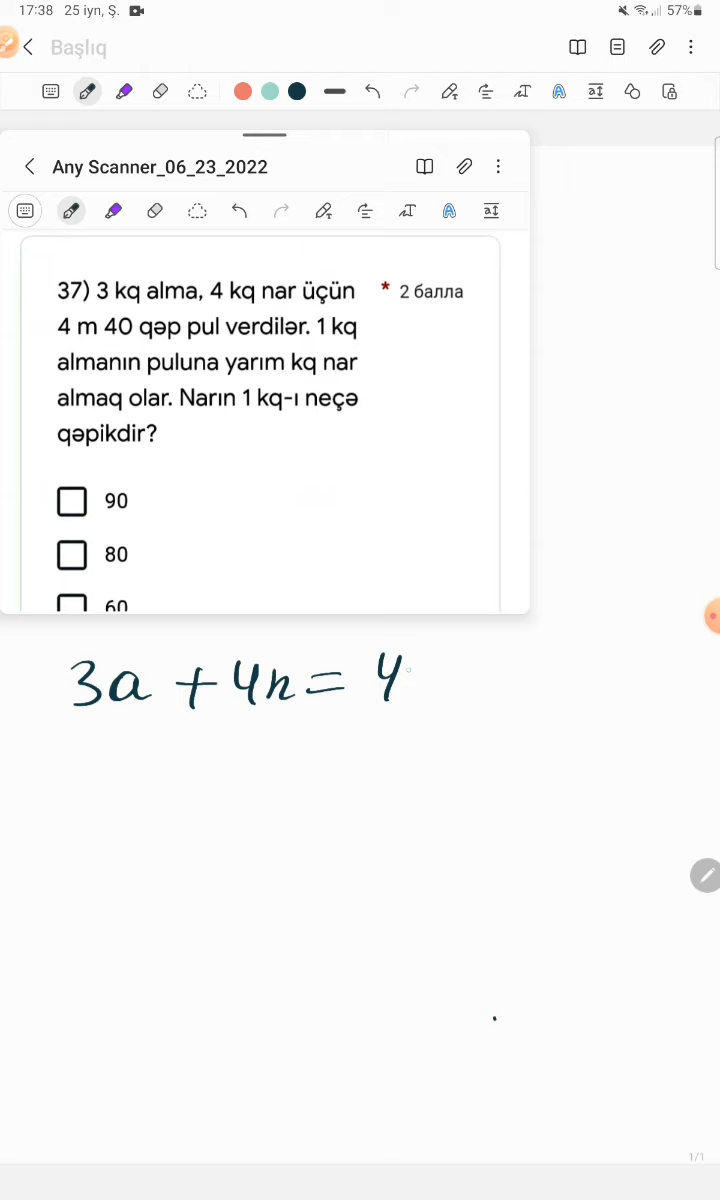 17:38 25 iyn, Ş. 57%
Başlıq
Any Scanner_06_23_2022
37) 3 kq alma, 4 kq nar üçün * 2 балла
4 m 40 qəp pul verdilər. 1 kq
almanın puluna yarım kq nar
almaq olar. Narın 1 kq-ı neçə
qəpikdir?
90
80
60
3a + 4n = 4
1/1